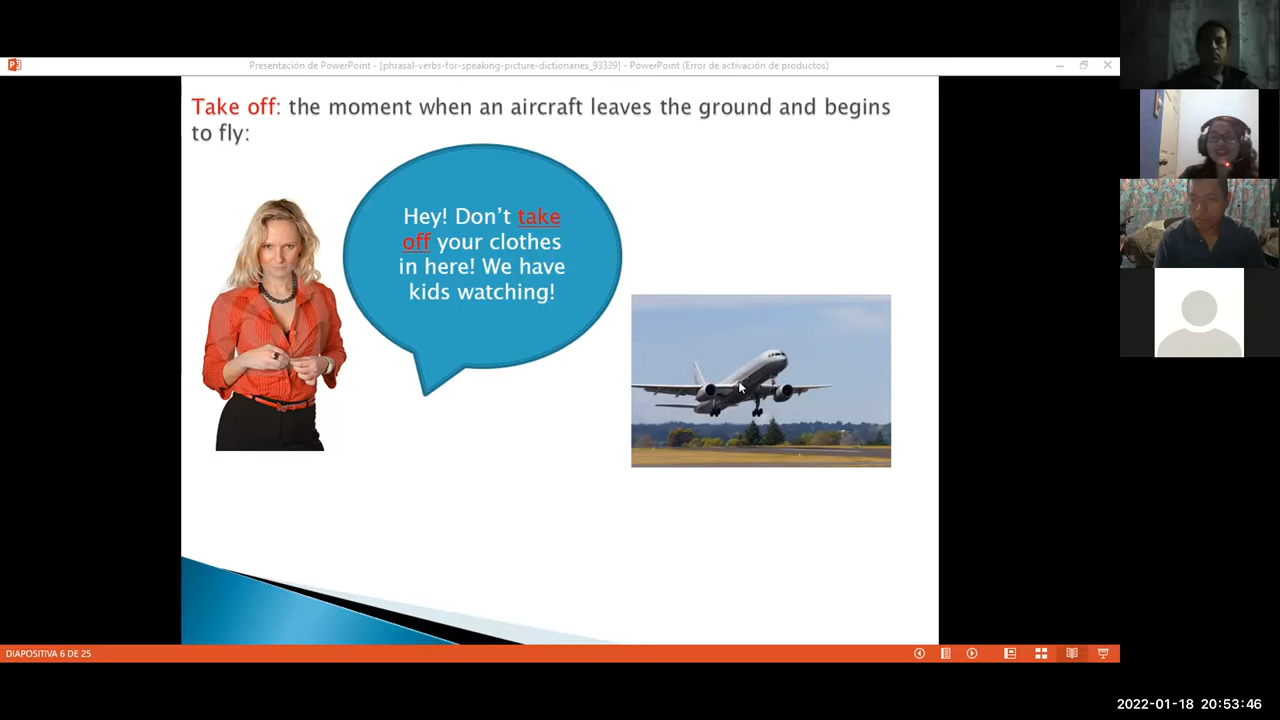 Presentación de PowerPoint - [phrasal-verbs-for-speaking-picture-dictionaries_93339] - PowerPoint (Error de activación de productos)
Take off: the moment when an aircraft leaves the ground and begins
to fly:
Hey! Don’t take
off your clothes
in here! We have
kids watching!
DIAPOSITIVA 6 DE 25
2022-01-18 20:53:46